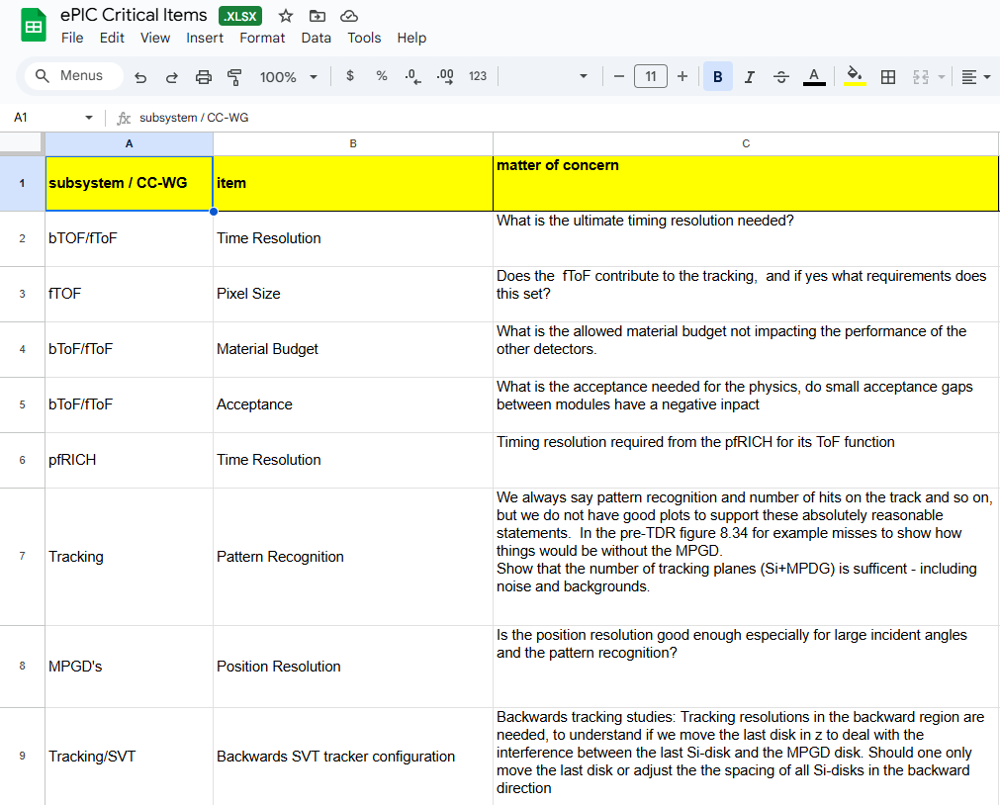 ePIC Critical Items .XLSX
File Edit View Insert Format Data Tools Help
Menus 100% $ % .0 .00 123 11 B I S A
A1 fx subsystem / CC-WG
A B C
1 subsystem / CC-WG item matter of concern
2 bTOF/fToF Time Resolution What is the ultimate timing resolution needed?
3 fTOF Pixel Size Does the  fToF contribute to the tracking,  and if yes what requirements does
this set?
4 bToF/fToF Material Budget What is the allowed material budget not impacting the performance of the
other detectors.
5 bToF/fToF Acceptance What is the acceptance needed for the physics, do small acceptance gaps
between modules have a negative inpact
6 pfRICH Time Resolution Timing resolution required from the pfRICH for its ToF function
7 Tracking Pattern Recognition We always say pattern recognition and number of hits on the track and so on,
but we do not have good plots to support these absolutely reasonable
statements.  In the pre-TDR figure 8.34 for example misses to show how
things would be without the MPGD.
Show that the number of tracking planes (Si+MPDG) is sufficent - including
noise and backgrounds.
8 MPGD's Position Resolution Is the position resolution good enough especially for large incident angles
and the pattern recognition?
9 Tracking/SVT Backwards SVT tracker configuration Backwards tracking studies: Tracking resolutions in the backward region are
needed, to understand if we move the last disk in z to deal with the
interference between the last Si-disk and the MPGD disk. Should one only
move the last disk or adjust the the spacing of all Si-disks in the backward
direction